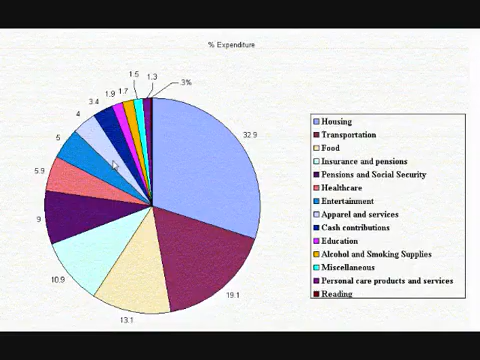 % Expenditure
1.5
1.3
.3%
1.9
1.7
3.4
4
5
5.9
9
10.9
13.1
19.1
32.9
Housing
Transportation
Food
Insurance and pensions
Pensions and Social Security
Healthcare
Entertainment
Apparel and services
Cash contributions
Education
Alcohol and Smoking Supplies
Miscellaneous
Personal care products and services
Reading